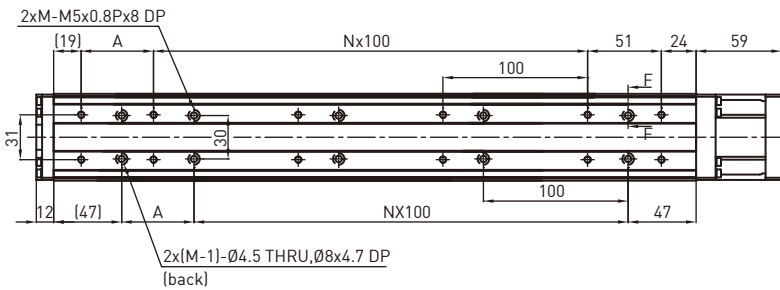 2xM-M5x0.8Px8 DP
(19)
A
Nx100
51
24
59
100
F
31
30
F
100
12
(47)
A
NX100
47
2x(M-1)-Ø4.5 THRU,Ø8x4.7 DP
(back)